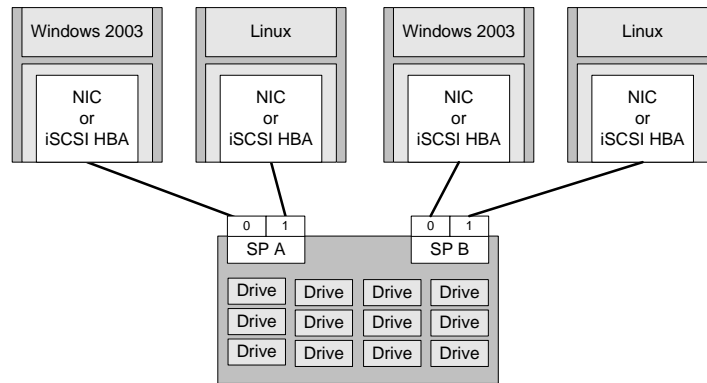 Windows 2003
Linux
Windows 2003
Linux
NIC
or
iSCSI HBA
NIC
or
iSCSI HBA
NIC
or
iSCSI HBA
NIC
or
iSCSI HBA
0
1
SP A
0
1
SP B
Drive Drive Drive Drive
Drive Drive Drive Drive
Drive Drive Drive Drive